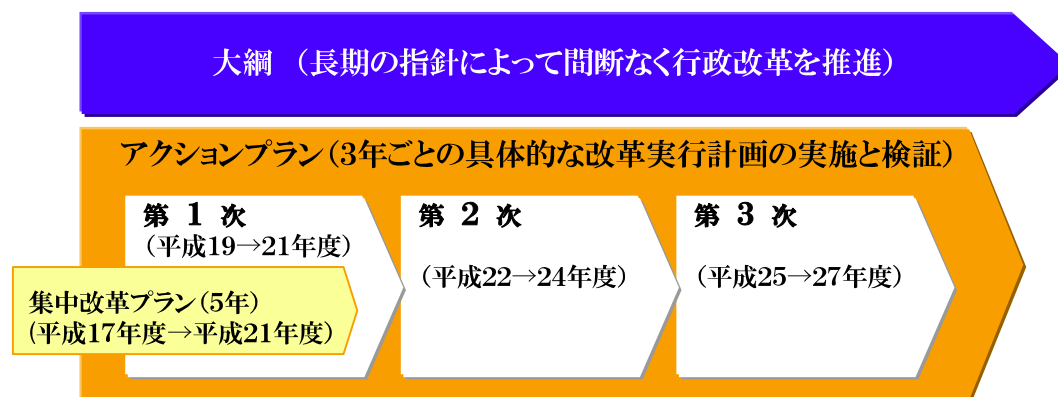 大綱 （長期の指針によって間断なく行政改革を推進）
アクションプラン（3年ごとの具体的な改革実行計画の実施と検証）
第 1 次
（平成19→21年度）
第 2 次
（平成22→24年度）
第 3 次
（平成25→27年度）
集中改革プラン（5年）
(平成17年度→平成21年度）